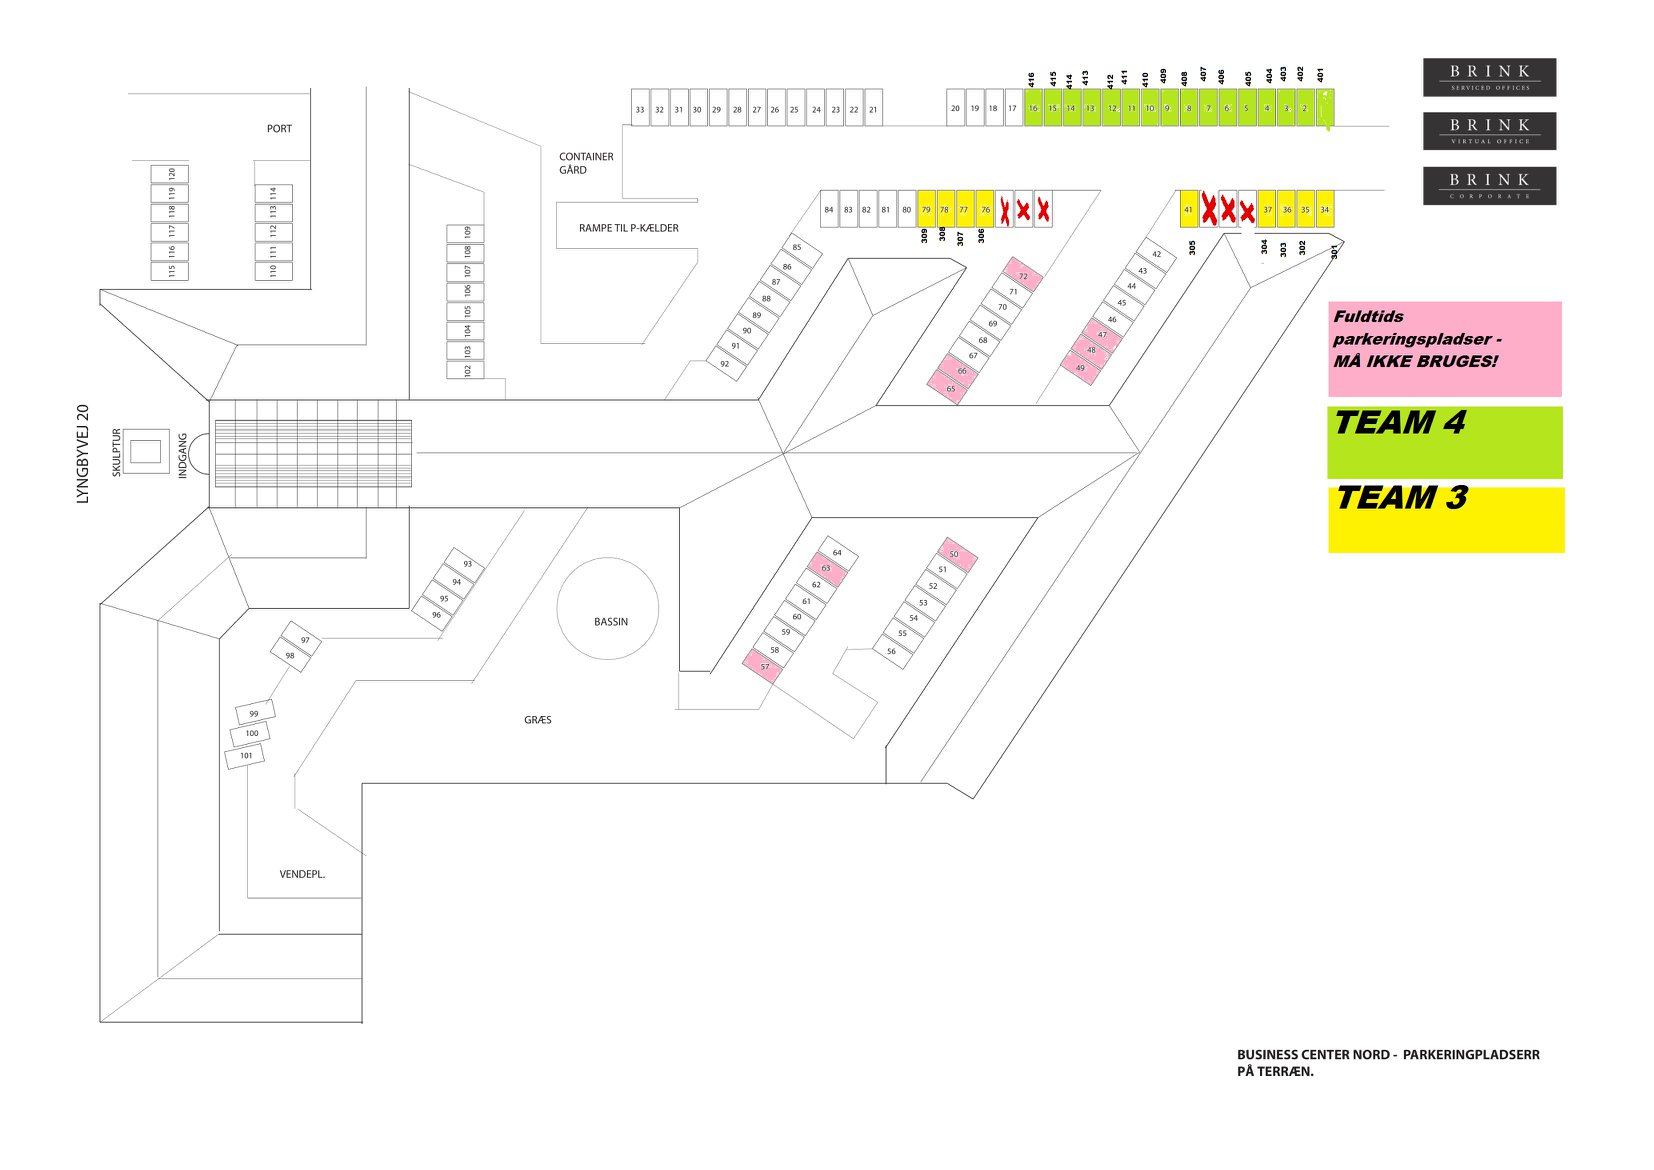 416 415 414 413 412 411 410 409 408 407 406 405 404 403 402 401
33 32 31 30 29 28 27 26 25 24 23 22 21
20 19 18 17 16 15 14 13 12 11 10 9 8 7 6 5 4 3 2
BRINK
SERVICED OFFICES
BRINK
VIRTUAL OFFICE
BRINK
CORPORATE
PORT
CONTAINER
GÅRD
RAMPE TIL P-KÆLDER
120
119
118
117
116
115
114
113
112
111
110
109
108
107
106
105
104
103
102
84 83 82 81 80 79 78 77 76
309 308 307 306
41 37 36 35 34
305 304 303 302 301
85
86
87
88
89
90
91
92
72
71
70
69
68
67
66
65
42
43
44
45
46
47
48
49
Fuldtids
parkeringspladser -
MÅ IKKE BRUGES!
TEAM 4
TEAM 3
LYNGBYVEJ 20
SKULPTUR
INDGANG
93
94
95
96
97
98
99
100
101
BASSIN
GRÆS
VENDEPL.
64
63
62
61
60
59
58
57
50
51
52
53
54
55
56
BUSINESS CENTER NORD - PARKERINGPLADSERR
PÅ TERRÆN.